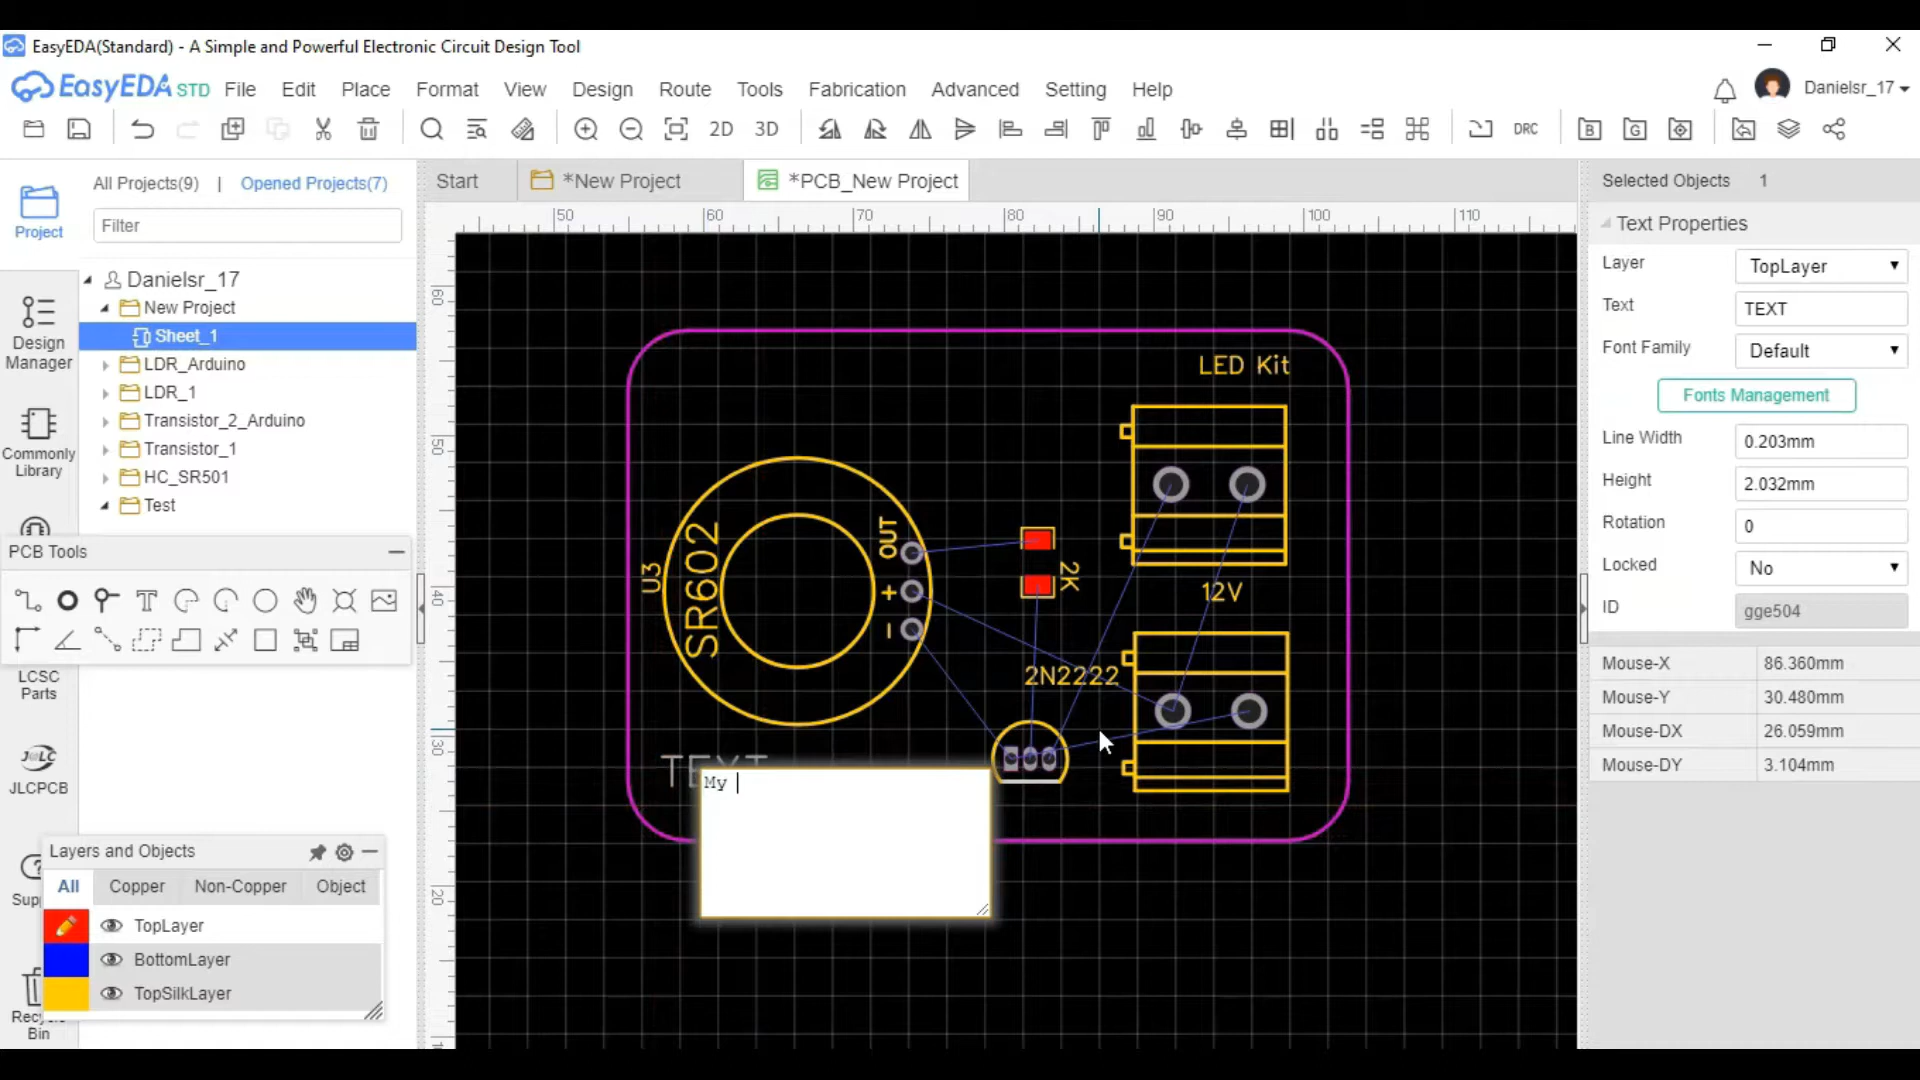 EasyEDA(Standard) - A Simple and Powerful Electronic Circuit Design Tool
EasyEDA STD File Edit Place Format View Design Route Tools Fabrication Advanced Setting Help Danielsr_17
2D 3D DRC B G
Project
All Projects(9) | Opened Projects(7)
Filter
Danielsr_17
New Project
Sheet_1
LDR_Arduino
LDR_1
Transistor_2_Arduino
Transistor_1
HC_SR501
Test
Design
Manager
Commonly
Library
PCB Tools
LCSC
Parts
JLCPCB
Layers and Objects
All Copper Non-Copper Object
TopLayer
BottomLayer
TopSilkLayer
Bin
Start *New Project *PCB_New Project
50 60 70 80 90 100 110
60
50
40
30
20
LED Kit
OUT
+
–
U3
SR602
2K
12V
2N2222
TEXT
My
Selected Objects 1
Text Properties
Layer TopLayer
Text TEXT
Font Family Default
Fonts Management
Line Width 0.203mm
Height 2.032mm
Rotation 0
Locked No
ID gge504
Mouse-X 86.360mm
Mouse-Y 30.480mm
Mouse-DX 26.059mm
Mouse-DY 3.104mm